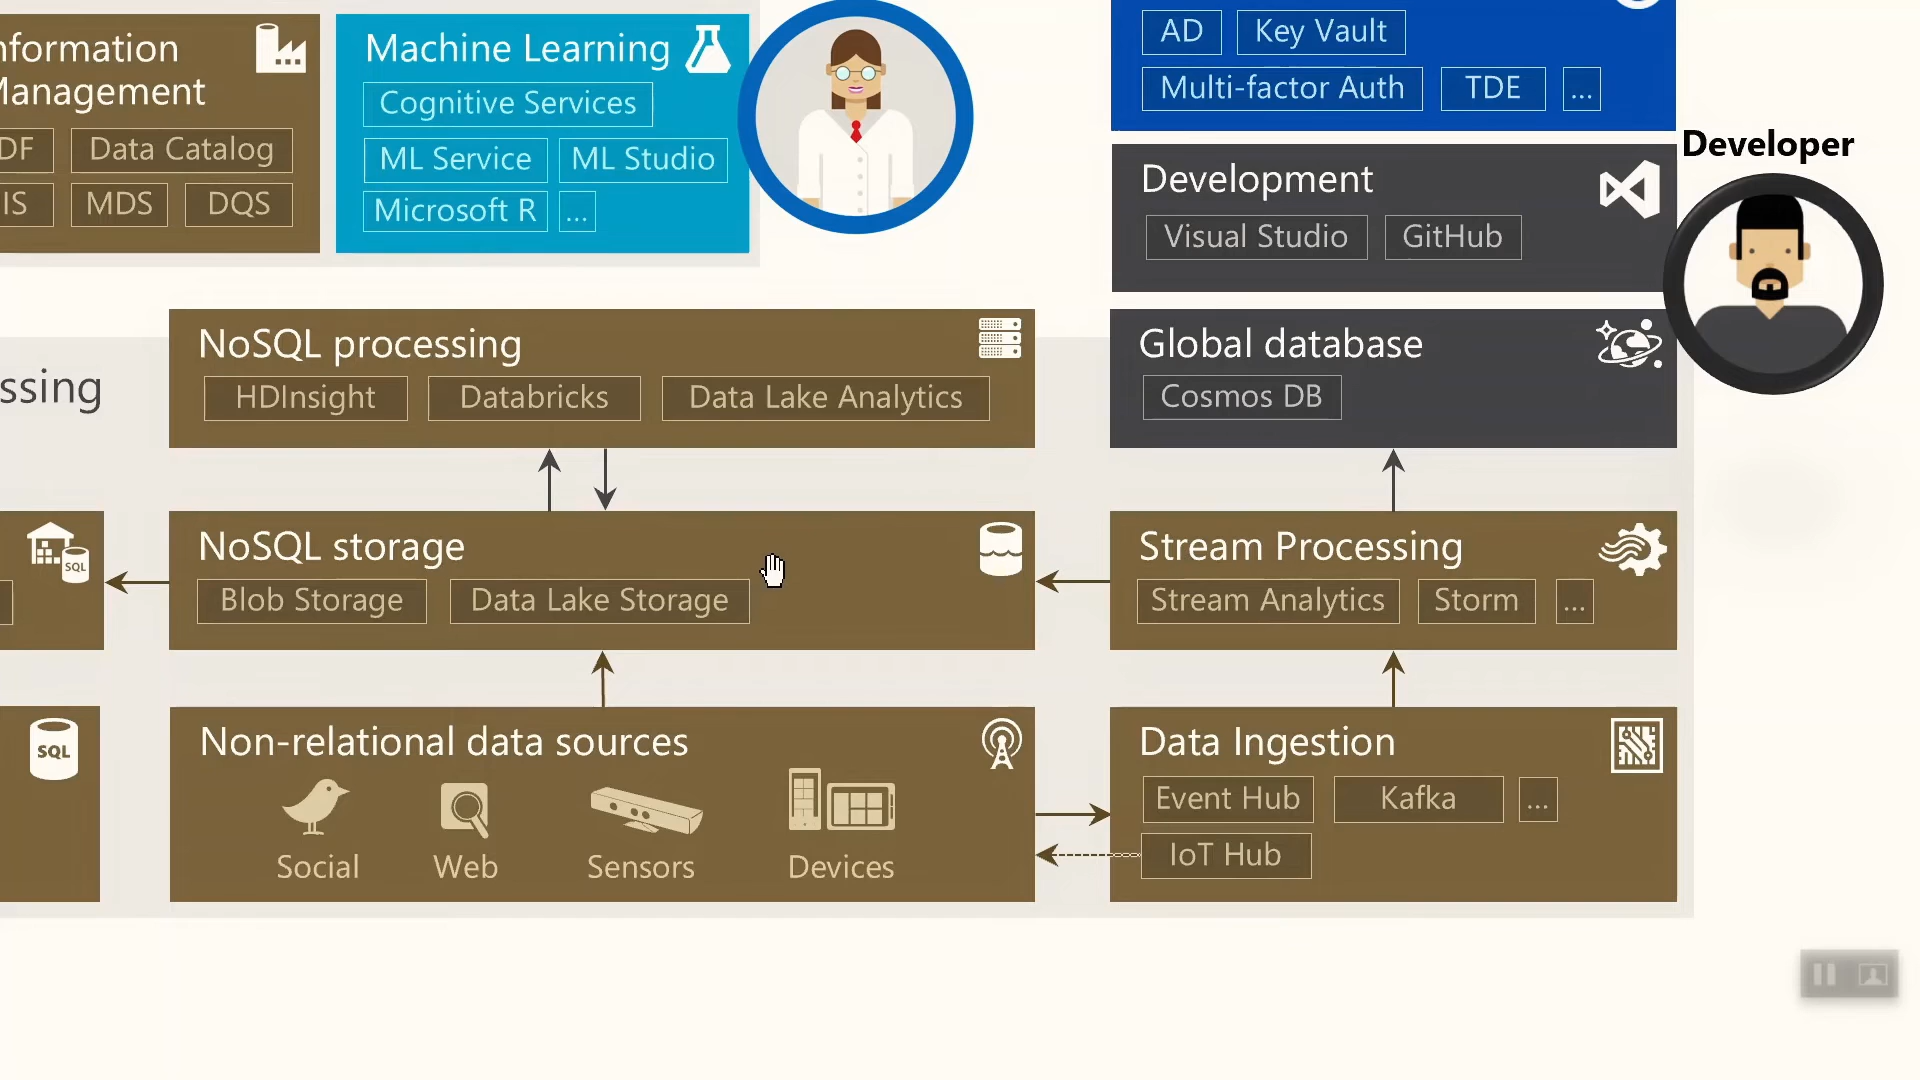 nformation
Management
DF
Data Catalog
IS
MDS
DQS
Machine Learning
Cognitive Services
ML Service
ML Studio
Microsoft R
...
AD
Key Vault
Multi-factor Auth
TDE
...
Developer
Development
Visual Studio
GitHub
ssing
NoSQL processing
HDInsight
Databricks
Data Lake Analytics
Global database
Cosmos DB
SQL
NoSQL storage
Blob Storage
Data Lake Storage
Stream Processing
Stream Analytics
Storm
...
SQL
Non-relational data sources
Social
Web
Sensors
Devices
Data Ingestion
Event Hub
Kafka
...
IoT Hub